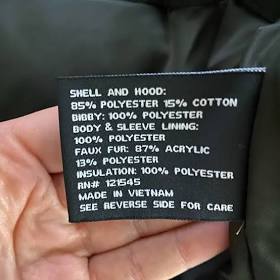 SHELL AND HOOD:
85% POLYESTER 15% COTTON
BIBBY: 100% POLYESTER
BODY & SLEEVE LINING:
100% POLYESTER
FAUX FUR: 87% ACRYLIC
13% POLYESTER
INSULATION: 100% POLYESTER
RN# 121545
MADE IN VIETNAM
SEE REVERSE SIDE FOR CARE